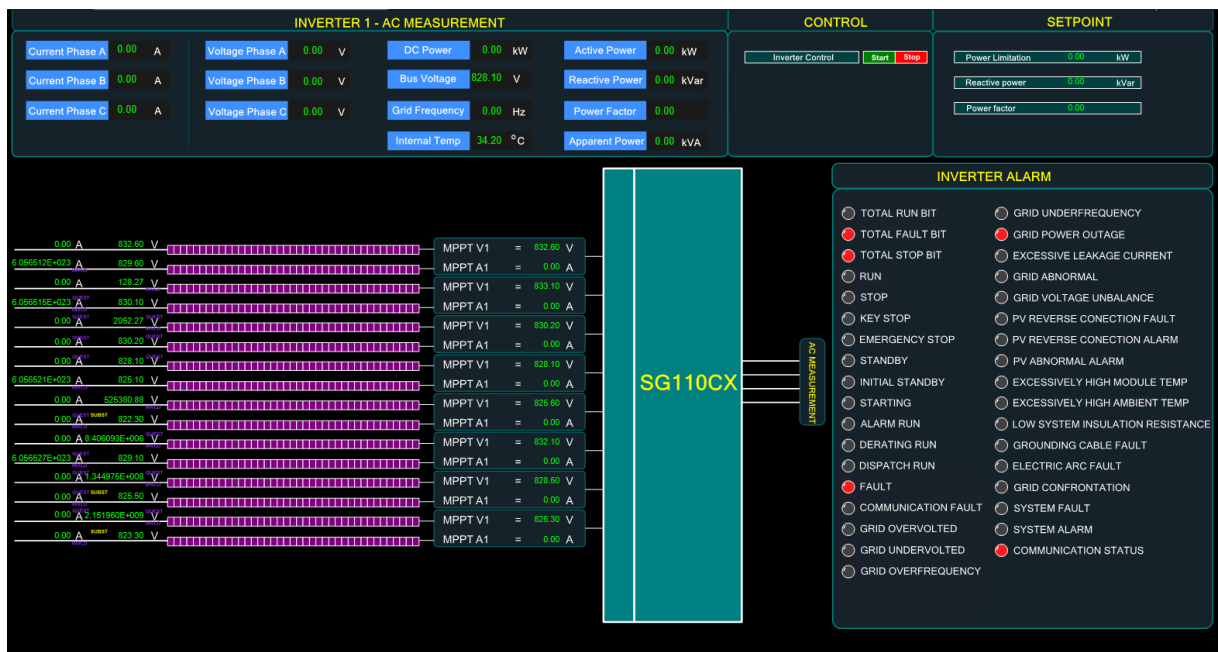 INVERTER 1 - AC MEASUREMENT
Current Phase A 0.00 A
Voltage Phase A 0.00 V
DC Power 0.00 kW
Active Power 0.00 kW
Current Phase B 0.00 A
Voltage Phase B 0.00 V
Bus Voltage 828.10 V
Reactive Power 0.00 kVar
Current Phase C 0.00 A
Voltage Phase C 0.00 V
Grid Frequency 0.00 Hz
Power Factor 0.00
Internal Temp 34.20 °C
Apparent Power 0.00 kVA
CONTROL
Inverter Control Start Stop
SETPOINT
Power Limitation 0.00 kW
Reactive power 0.00 kVar
Power factor 0.00
0.00 A 832.60 V
6.056512E+023 A 829.60 V
0.00 A 128.27 V
6.056515E+023 A 830.10 V
0.00 A 2052.27 V
0.00 A 830.20 V
0.00 A 828.10 V
6.056521E+023 A 825.10 V
0.00 A 525380.88 V
0.00 A SUBST 822.30 V
0.00 A 8.406093E+006 V
6.056527E+023 A 829.10 V
0.00 A 1.344975E+008 V
0.00 A SUBST 825.50 V
0.00 A 2.151960E+009 V
0.00 A SUBST 823.30 V
MPPT V1 = 832.60 V
MPPT A1 = 0.00 A
MPPT V1 = 833.10 V
MPPT A1 = 0.00 A
MPPT V1 = 830.20 V
MPPT A1 = 0.00 A
MPPT V1 = 828.10 V
MPPT A1 = 0.00 A
MPPT V1 = 825.60 V
MPPT A1 = 0.00 A
MPPT V1 = 832.10 V
MPPT A1 = 0.00 A
MPPT V1 = 828.50 V
MPPT A1 = 0.00 A
MPPT V1 = 826.30 V
MPPT A1 = 0.00 A
SG110CX
AC MEASUREMENT
INVERTER ALARM
TOTAL RUN BIT
TOTAL FAULT BIT
TOTAL STOP BIT
RUN
STOP
KEY STOP
EMERGENCY STOP
STANDBY
INITIAL STANDBY
STARTING
ALARM RUN
DERATING RUN
DISPATCH RUN
FAULT
COMMUNICATION FAULT
GRID OVERVOLTED
GRID UNDERVOLTED
GRID OVERFREQUENCY
GRID UNDERFREQUENCY
GRID POWER OUTAGE
EXCESSIVE LEAKAGE CURRENT
GRID ABNORMAL
GRID VOLTAGE UNBALANCE
PV REVERSE CONECTION FAULT
PV REVERSE CONECTION ALARM
PV ABNORMAL ALARM
EXCESSIVELY HIGH MODULE TEMP
EXCESSIVELY HIGH AMBIENT TEMP
LOW SYSTEM INSULATION RESISTANCE
GROUNDING CABLE FAULT
ELECTRIC ARC FAULT
GRID CONFRONTATION
SYSTEM FAULT
SYSTEM ALARM
COMMUNICATION STATUS